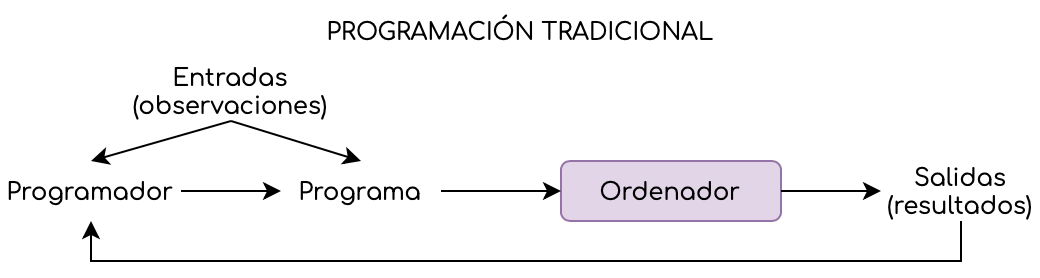 PROGRAMACIÓN TRADICIONAL
Entradas
(observaciones)
Programador
Programa
Ordenador
Salidas
(resultados)